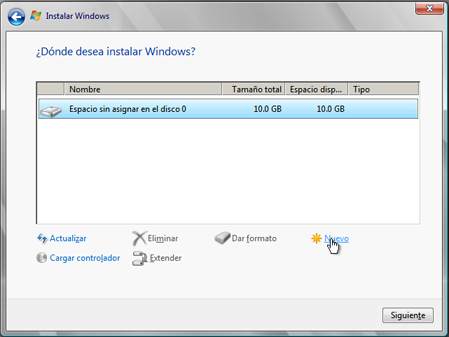 Instalar Windows
¿Dónde desea instalar Windows?
Nombre Tamaño total Espacio disp... Tipo
Espacio sin asignar en el disco 0 10.0 GB 10.0 GB
Actualizar Eliminar Dar formato Nuevo
Cargar controlador Extender
Siguiente